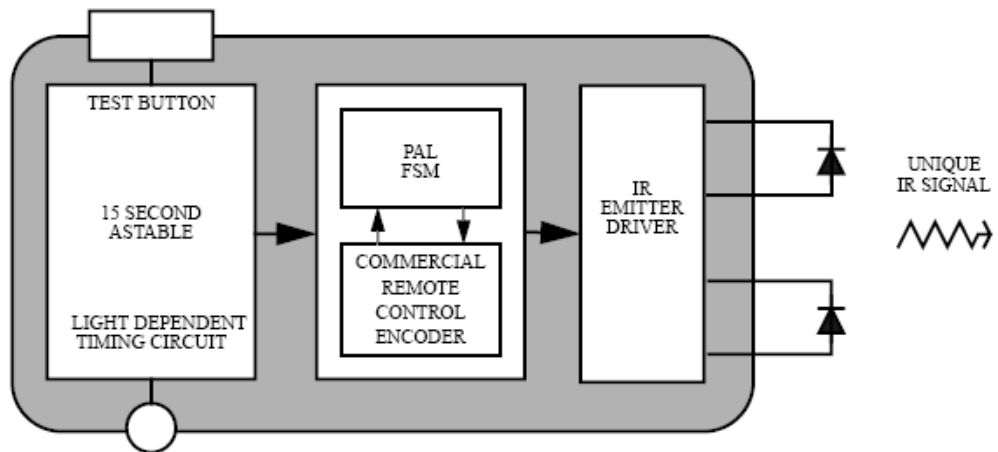 TEST BUTTON
15 SECOND
ASTABLE
LIGHT DEPENDENT
TIMING CIRCUIT
PAL
FSM
COMMERCIAL
REMOTE
CONTROL
ENCODER
IR
EMITTER
DRIVER
UNIQUE
IR SIGNAL